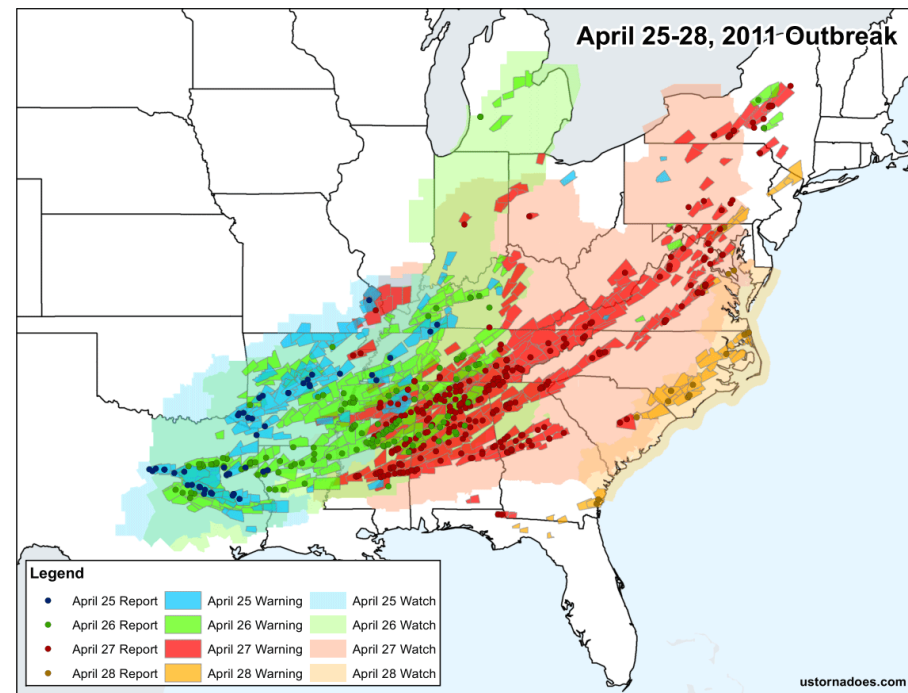 April 25-28, 2011 Outbreak
Legend
April 25 Report April 25 Warning April 25 Watch
April 26 Report April 26 Warning April 26 Watch
April 27 Report April 27 Warning April 27 Watch
April 28 Report April 28 Warning April 28 Watch
ustornadoes.com